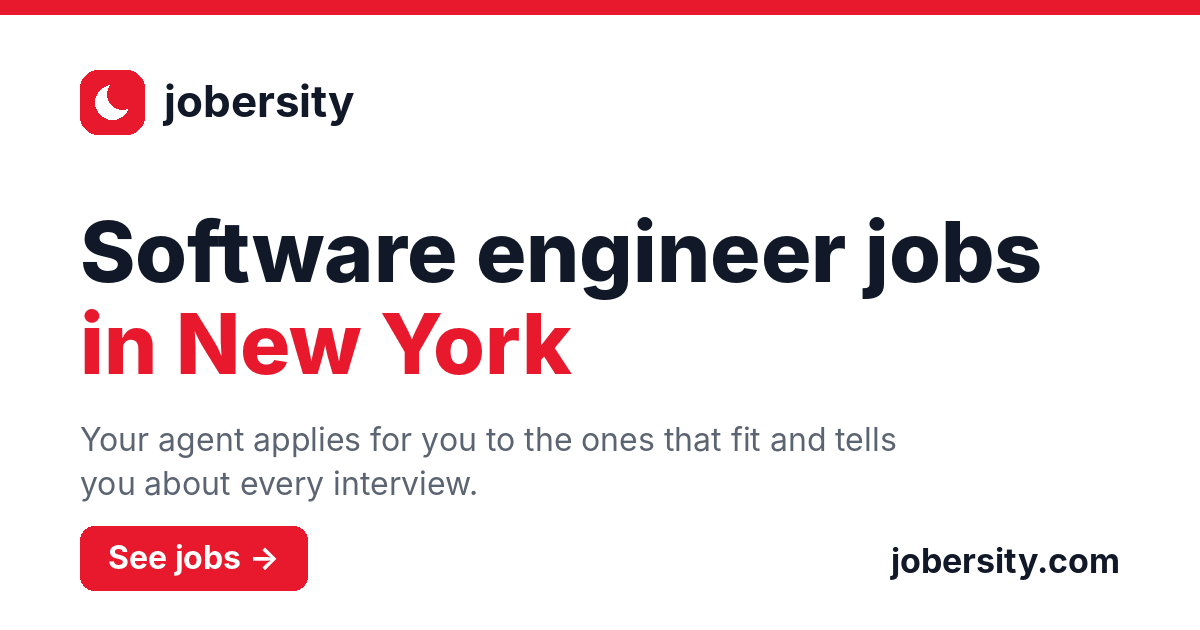 jobersity
Software engineer jobs
in New York
Your agent applies for you to the ones that fit and tells
you about every interview.
See jobs →
jobersity.com